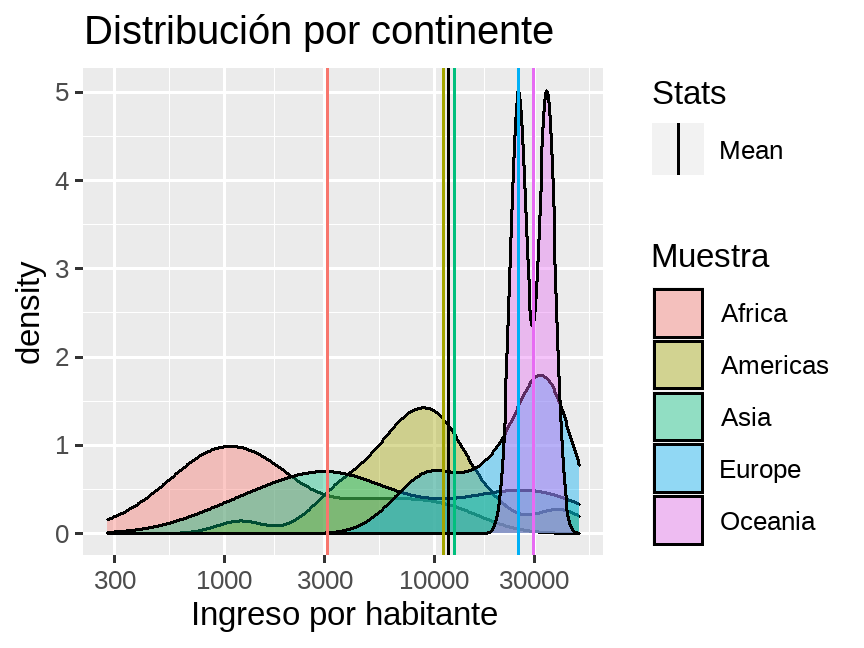 Distribución por continente
density
5
4
3
2
1
0
300 1000 3000 10000 30000
Ingreso por habitante
Stats
Mean
Muestra
Africa
Americas
Asia
Europe
Oceania